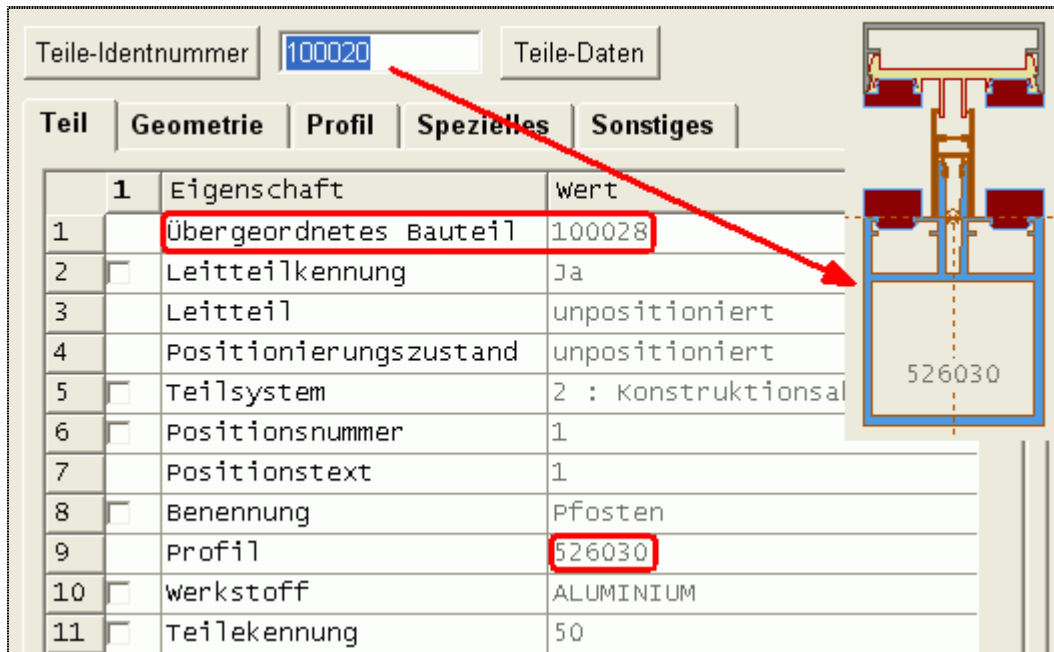 Teile-Identnummer 100020 Teile-Daten
Teil Geometrie Profil Spezielles Sonstiges
1 Eigenschaft Wert
1 Übergeordnetes Bauteil 100028
2 Leitteilkennung Ja
3 Leitteil unpositioniert
4 Positionierungszustand unpositioniert
5 Teilsystem 2 : Konstruktionsa
6 Positionsnummer 1
7 Positionstext 1
8 Benennung Pfosten
9 Profil 526030
10 Werkstoff ALUMINIUM
11 Teilekennung 50
526030